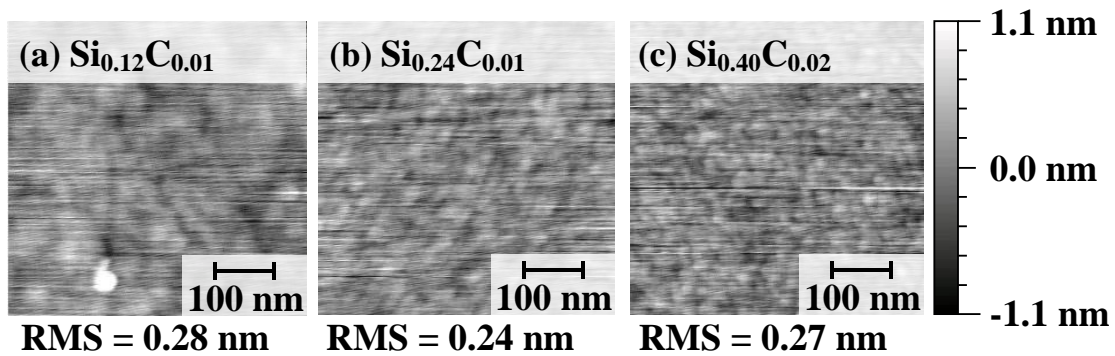 (a) Si0.12C0.01
(b) Si0.24C0.01
(c) Si0.40C0.02
1.1 nm
0.0 nm
-1.1 nm
100 nm
100 nm
100 nm
RMS = 0.28 nm
RMS = 0.24 nm
RMS = 0.27 nm